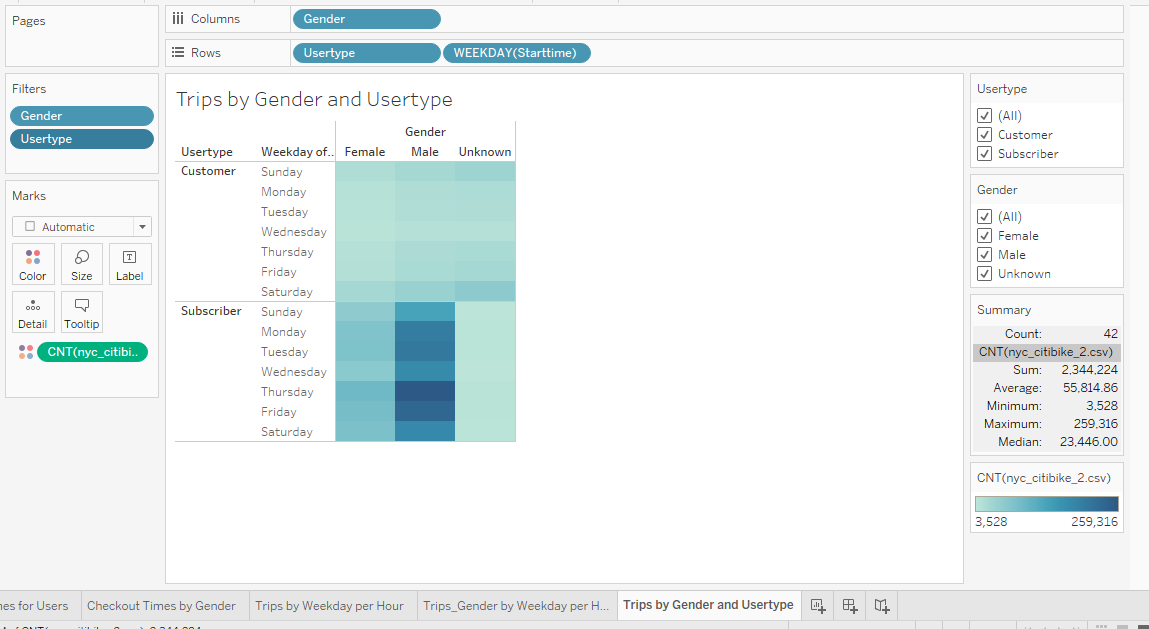 Pages
Columns Gender
Rows Usertype WEEKDAY(Starttime)
Filters
Gender
Usertype
Marks
Automatic
Color Size Label
Detail Tooltip
CNT(nyc_citibi..
Trips by Gender and Usertype
Gender
Usertype Weekday of.. Female Male Unknown
Customer Sunday
Monday
Tuesday
Wednesday
Thursday
Friday
Saturday
Subscriber Sunday
Monday
Tuesday
Wednesday
Thursday
Friday
Saturday
Usertype
(All)
Customer
Subscriber
Gender
(All)
Female
Male
Unknown
Summary
Count: 42
CNT(nyc_citibike_2.csv)
Sum: 2,344,224
Average: 55,814.86
Minimum: 3,528
Maximum: 259,316
Median: 23,446.00
CNT(nyc_citibike_2.csv)
3,528 259,316
for Users Checkout Times by Gender Trips by Weekday per Hour Trips_Gender by Weekday per H... Trips by Gender and Usertype